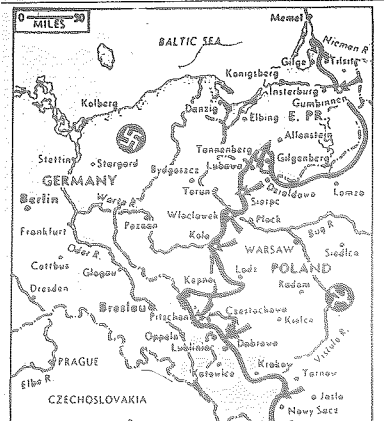 0 50
MILES
Memel
BALTIC SEA
Niemen R.
Gilge
Tilsit
Konigsberg
Insterburg
Gumbinnen
Kolberg
Danzig
Elbing
E. PR.
Allenstein
Tannenberg
Stettin
Stargard
Lubawa
Gilgenberg
Bydgoszcz
GERMANY
Dzialdowo
Torun
Lomza
Berlin
Warta R.
Sierpc
Wloclawek
Plock
Bug R.
Frankfurt
Poznan
Kolo
WARSAW
Siedlce
Oder R.
Cottbus
Lodz
POLAND
Glogau
Radom
Dresden
Kepno
Breslau
Czestochowa
Pitschen
Kielce
Oppeln
Dabrowa
Vistula R.
Lubliniec
PRAGUE
Krakow
Katowice
Tarnow
Elbe R.
CZECHOSLOVAKIA
Jaslo
Nowy Sacz